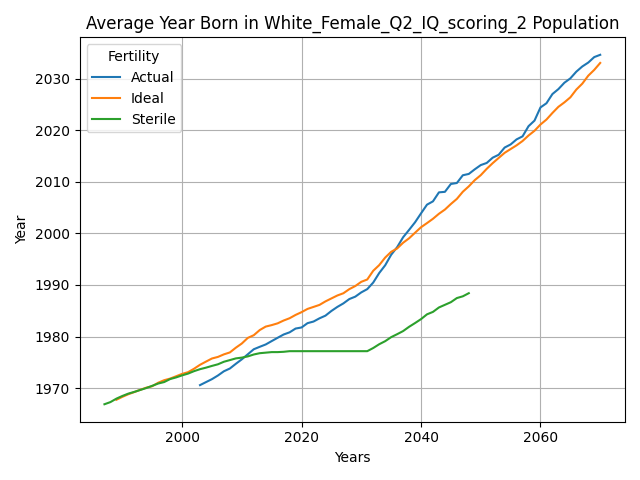 Average Year Born in White_Female_Q2_IQ_scoring_2 Population
Fertility
Actual
Ideal
Sterile
Year
2030
2020
2010
2000
1990
1980
1970
2000 2020 2040 2060
Years